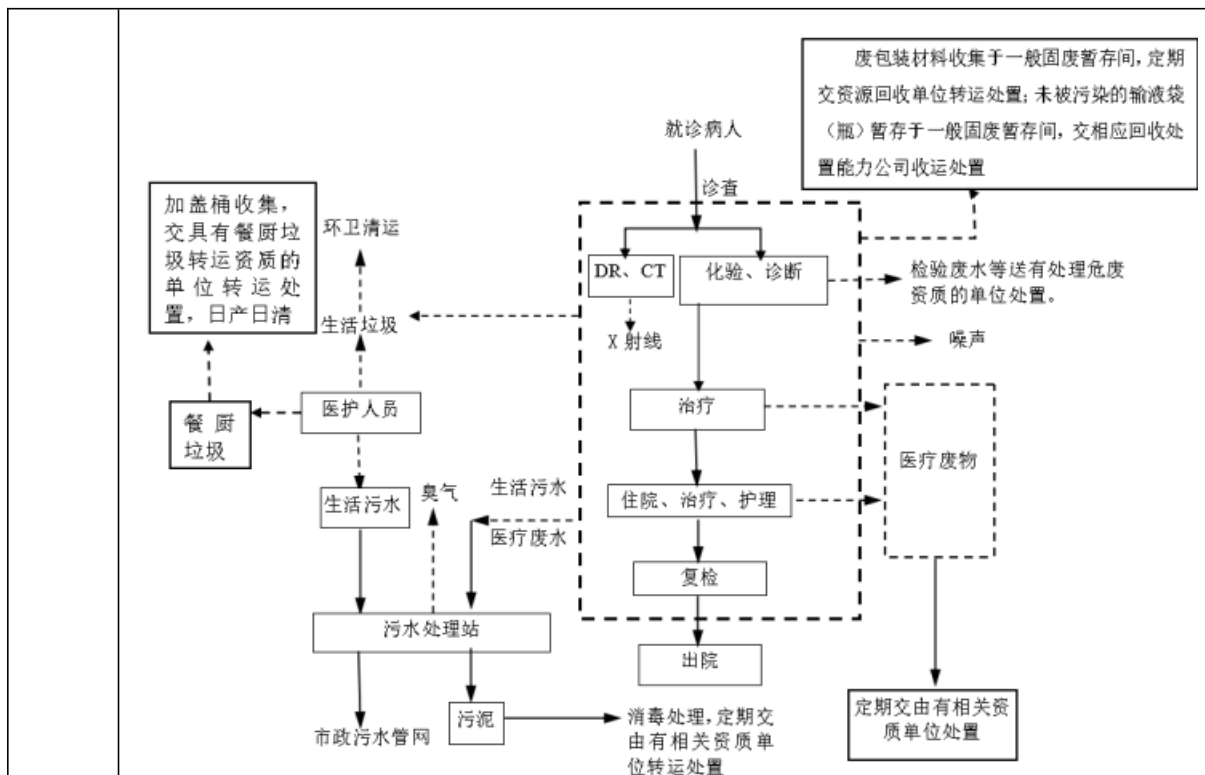 废包装材料收集于一般固废暂存间，定期
交资源回收单位转运处置；未被污染的输液袋
（瓶）暂存于一般固废暂存间，交相应回收处
置能力公司收运处置
就诊病人
诊查
加盖桶收集，
交具有餐厨垃
圾转运资质的
单位转运处
置，日产日清
环卫清运
DR、CT
化验、诊断
检验废水等送有处理危废
资质的单位处置。
生活垃圾
X 射线
噪声
医护人员
治疗
餐厨
垃圾
医疗废物
生活污水
臭气
生活污水
医疗废水
住院、治疗、护理
复检
污水处理站
出院
污泥
消毒处理，定期交
由有相关资质单
位转运处置
定期交由有相关资
质单位处置
市政污水管网